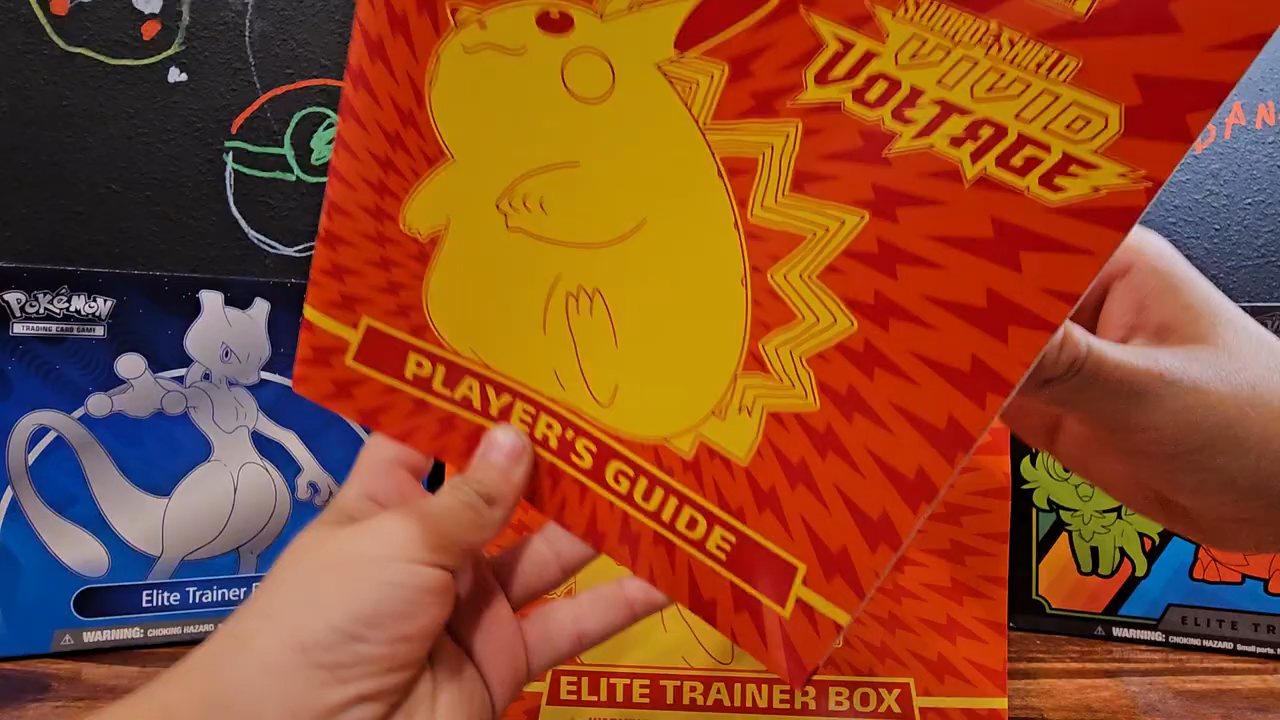 SWORD & SHIELD
VIVID
VOLTAGE
DAN
POKÉMON
TRADING CARD GAME
PLAYER'S GUIDE
Elite Trainer
WARNING: CHOKING HAZARD
ELITE TRAINER BOX
ELITE TR
WARNING: CHOKING HAZARD Small parts.